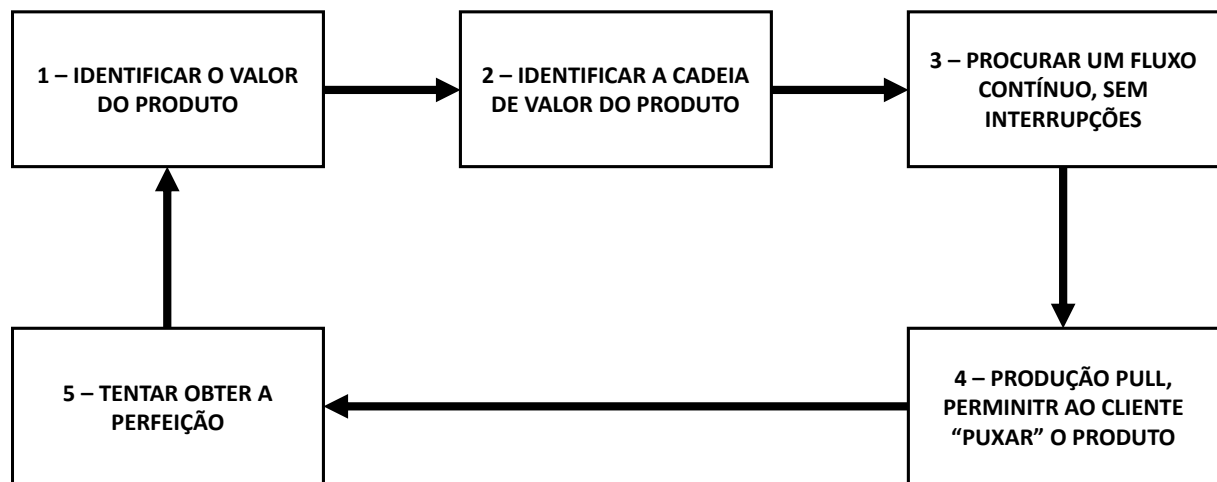 1 – IDENTIFICAR O VALOR
DO PRODUTO
2 – IDENTIFICAR A CADEIA
DE VALOR DO PRODUTO
3 – PROCURAR UM FLUXO
CONTÍNUO, SEM
INTERRUPÇÕES
4 – PRODUÇÃO PULL,
PERMINITR AO CLIENTE
“PUXAR” O PRODUTO
5 – TENTAR OBTER A
PERFEIÇÃO